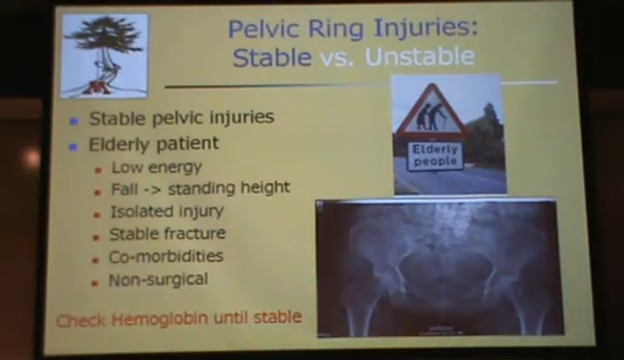 Pelvic Ring Injuries:
Stable vs. Unstable
Stable pelvic injuries
Elderly patient
Low energy
Fall -> standing height
Isolated injury
Stable fracture
Co-morbidities
Non-surgical
Check Hemoglobin until stable
Elderly
people